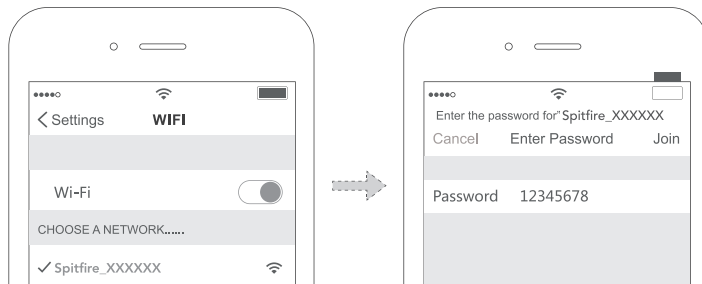 Settings WIFI
Wi-Fi
CHOOSE A NETWORK......
Spitfire_XXXXXX
Enter the password for"Spitfire_XXXXXX
Cancel Enter Password Join
Password 12345678